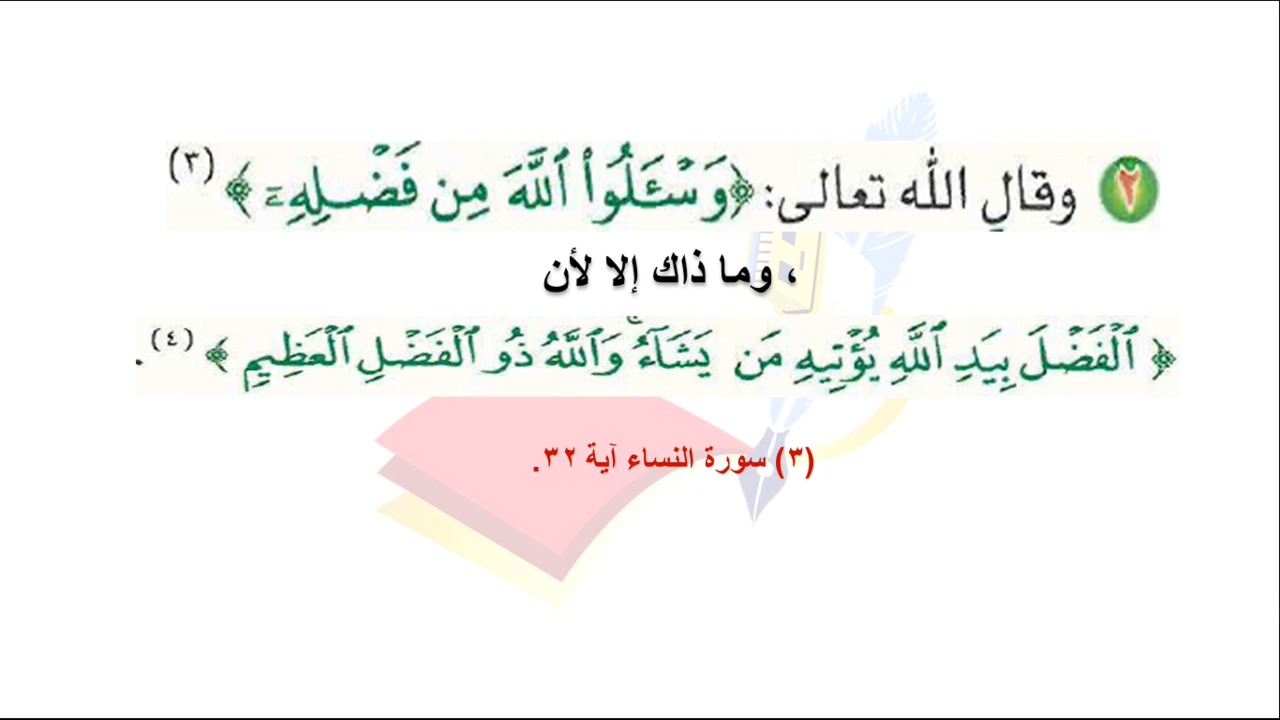 ٢ وقال الله تعالى: ﴿وَسْـَٔلُوا۟ ٱللَّهَ مِن فَضْلِهِۦٓ﴾ (٣)
، وما ذاك إلا لأن
﴿ٱلْفَضْلَ بِيَدِ ٱللَّهِ يُؤْتِيهِ مَن يَشَآءُ ۚ وَٱللَّهُ ذُو ٱلْفَضْلِ ٱلْعَظِيمِ﴾ (٤).
(٣) سورة النساء آية ٣٢.